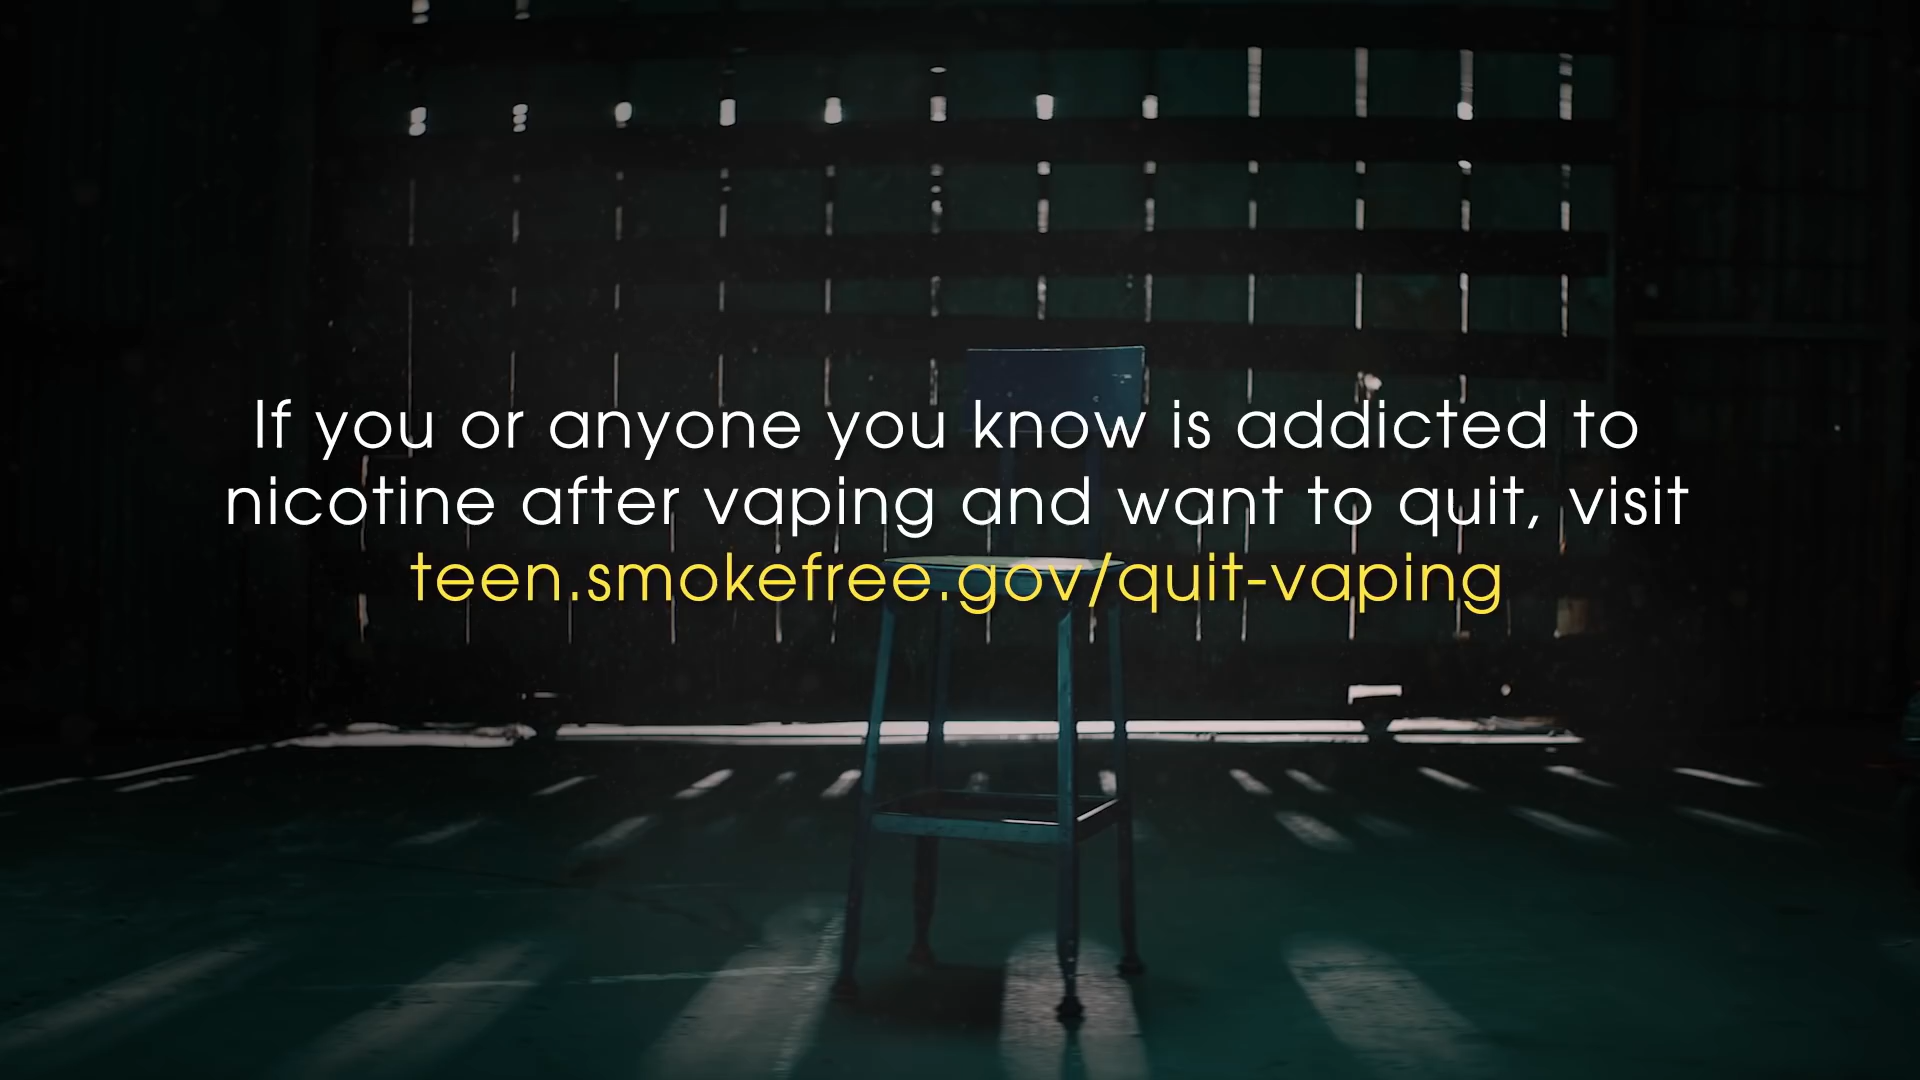 If you or anyone you know is addicted to
nicotine after vaping and want to quit, visit
teen.smokefree.gov/quit-vaping